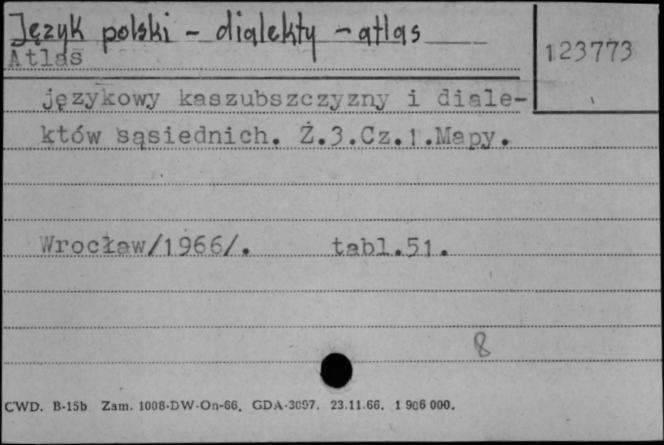 Język polski - dialekty - atlas
123773
Atlas
językowy kaszubszczyzny i diale-
któw sąsiednich. Ż.3.Cz.1.Mapy.
Wrocław/1966/. tabl.51.
8
CWD. B-15b Zam. 1008-DW-On-66. GDA-3097. 23.11.66. 1 906 000.